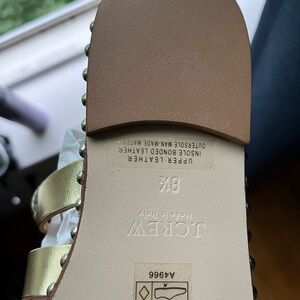 UPPER LEATHER
INSOLE BONDED LEATHER
OUTERSOLE MAN-MADE MATERIAL
8½
J.CREW
Made in Italy
A4966